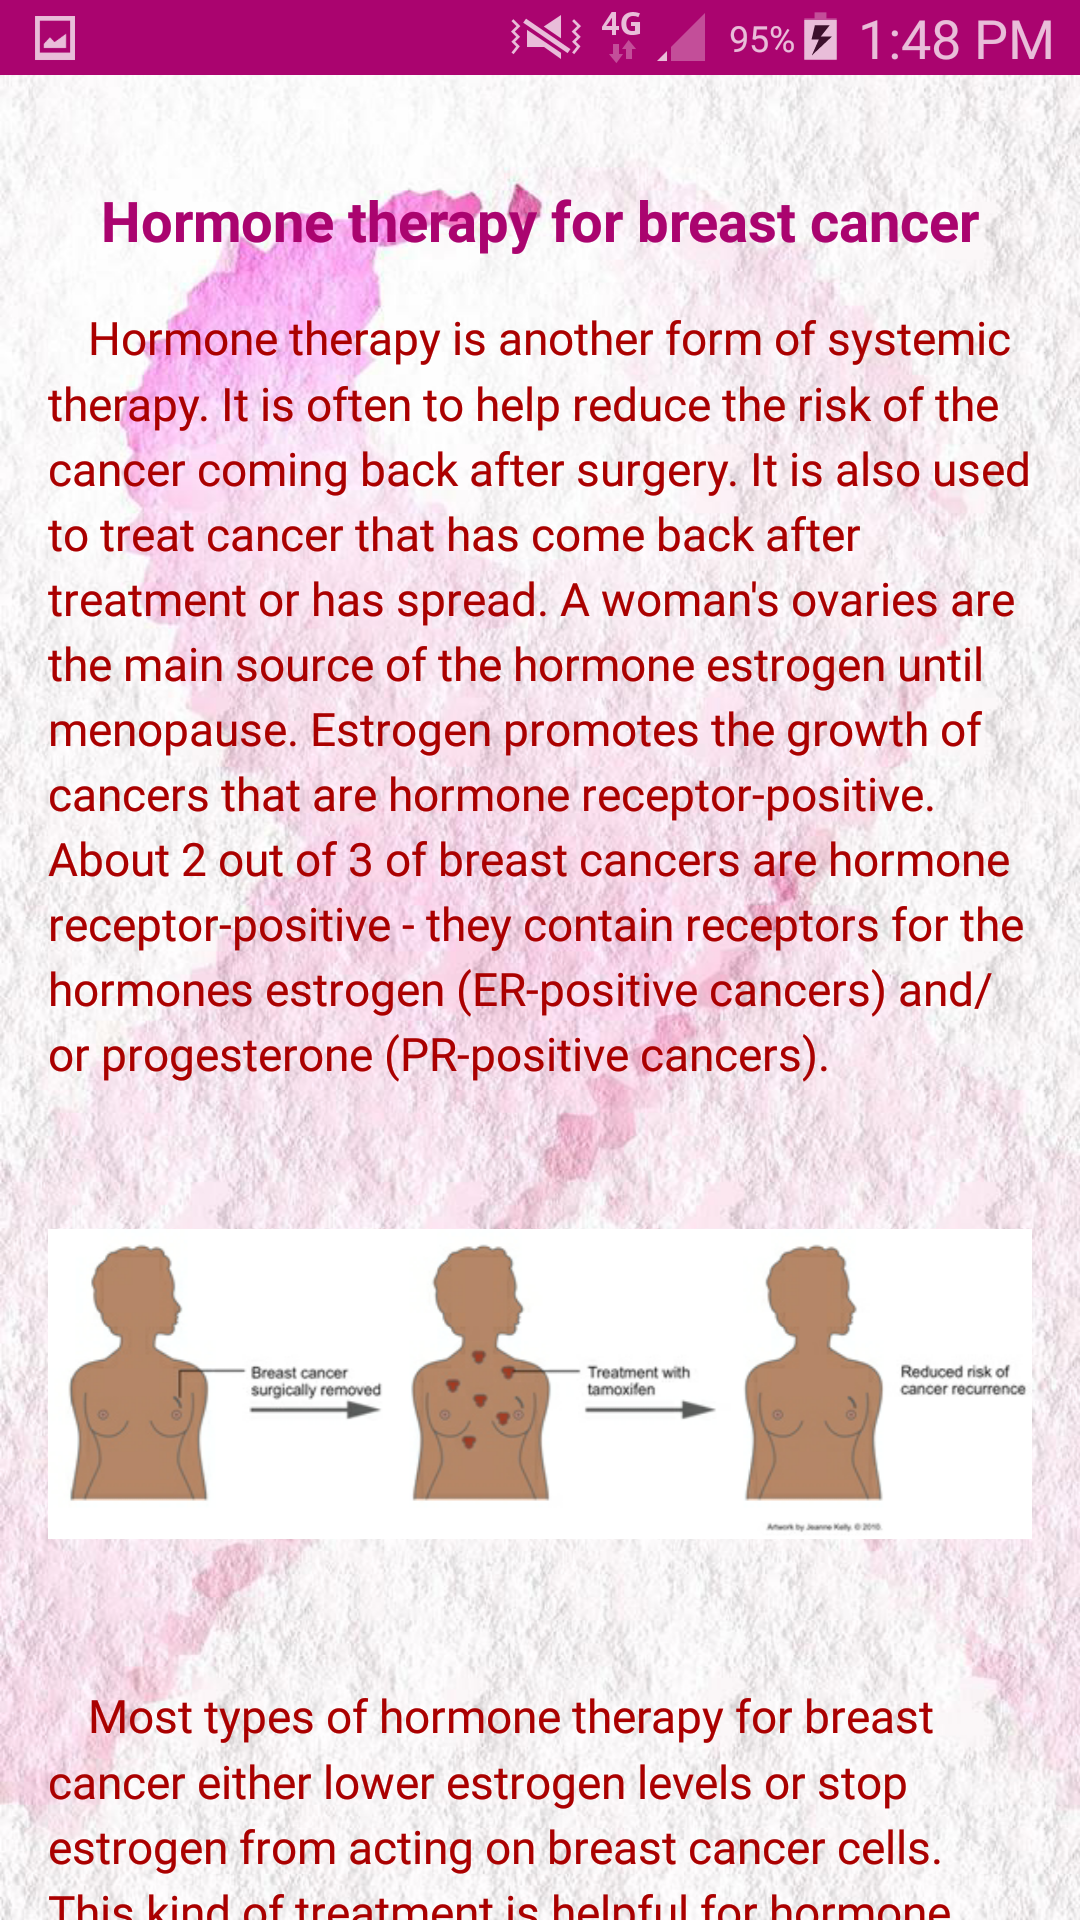 4G 95% 1:48 PM
Hormone therapy for breast cancer
Hormone therapy is another form of systemic
therapy. It is often to help reduce the risk of the
cancer coming back after surgery. It is also used
to treat cancer that has come back after
treatment or has spread. A woman's ovaries are
the main source of the hormone estrogen until
menopause. Estrogen promotes the growth of
cancers that are hormone receptor-positive.
About 2 out of 3 of breast cancers are hormone
receptor-positive - they contain receptors for the
hormones estrogen (ER-positive cancers) and/
or progesterone (PR-positive cancers).
Breast cancer
surgically removed
Treatment with
tamoxifen
Reduced risk of
cancer recurrence
Artwork by Jeanne Kelly. © 2010.
Most types of hormone therapy for breast
cancer either lower estrogen levels or stop
estrogen from acting on breast cancer cells.
This kind of treatment is helpful for hormone